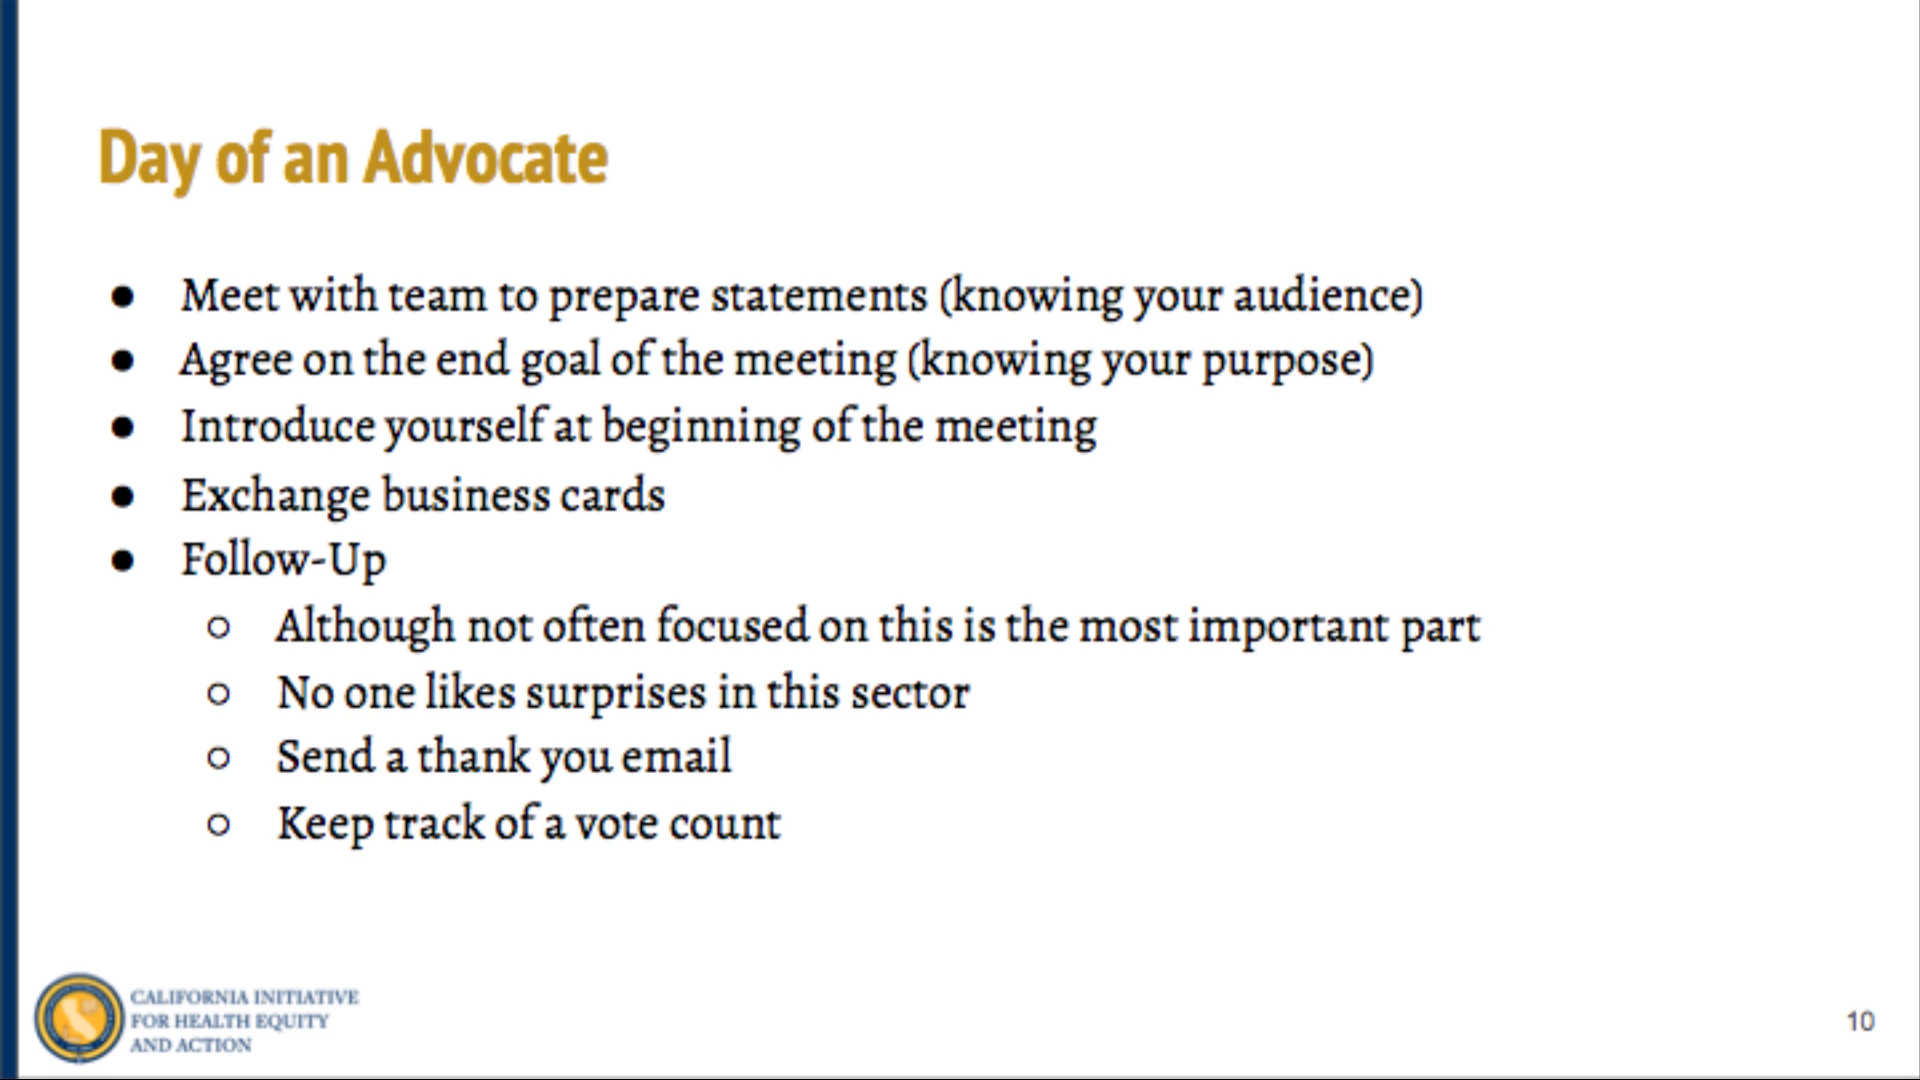 Day of an Advocate
● Meet with team to prepare statements (knowing your audience)
● Agree on the end goal of the meeting (knowing your purpose)
● Introduce yourself at beginning of the meeting
● Exchange business cards
● Follow-Up
○ Although not often focused on this is the most important part
○ No one likes surprises in this sector
○ Send a thank you email
○ Keep track of a vote count
CALIFORNIA INITIATIVE
FOR HEALTH EQUITY
AND ACTION
10